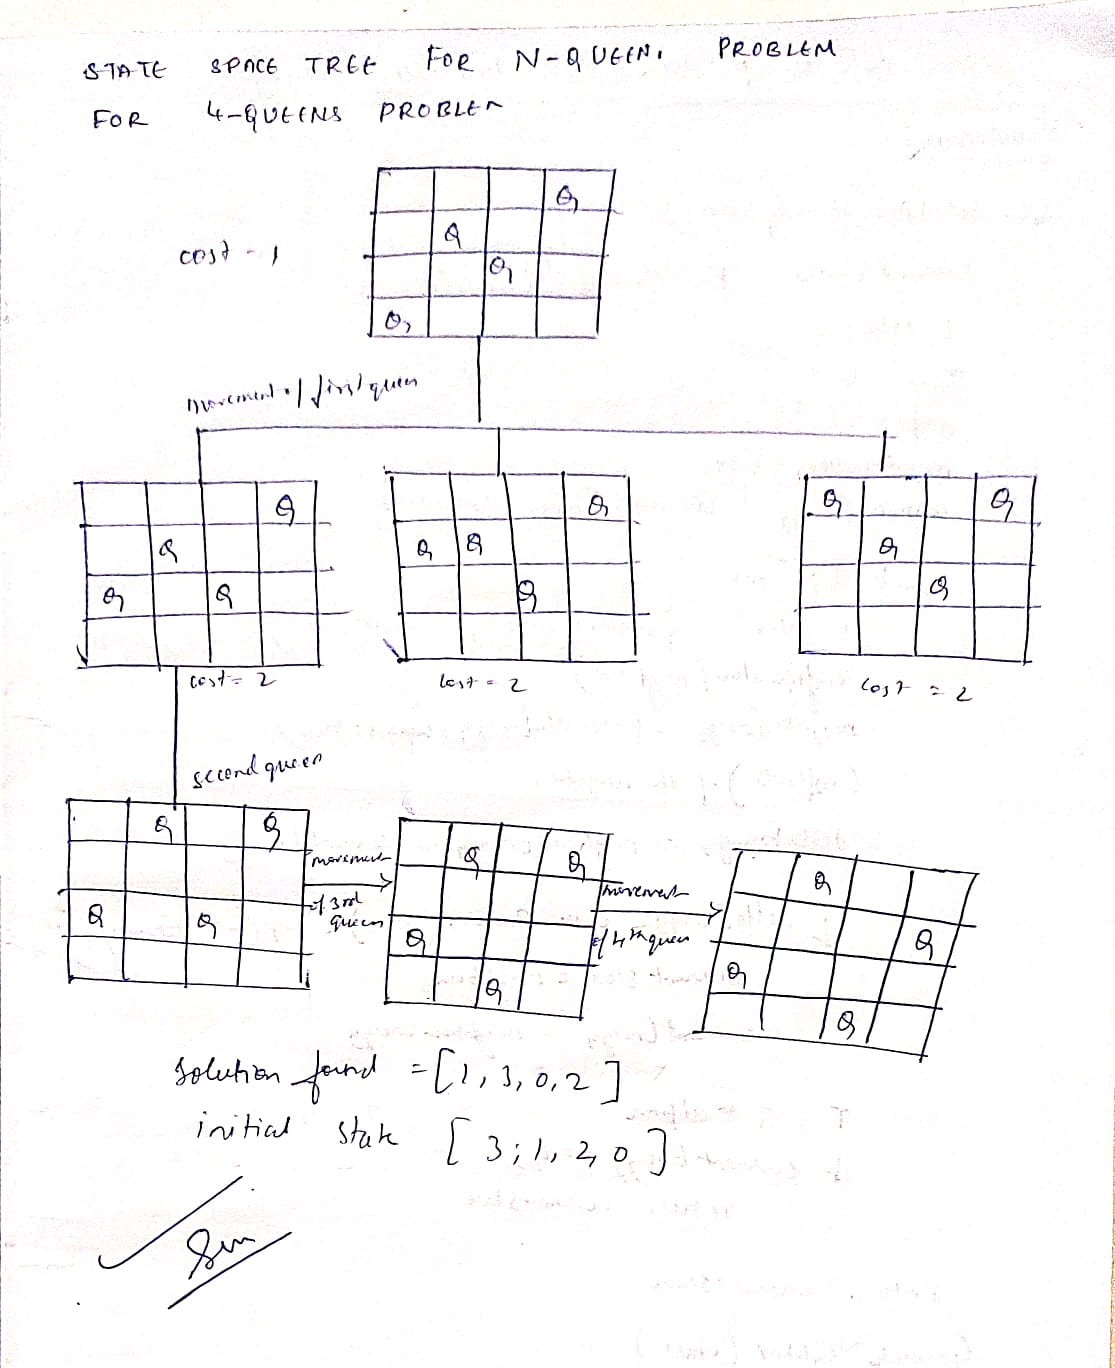 STATE SPACE TREE FOR N-QUEENS PROBLEM
FOR 4-QUEENS PROBLEM
Q
cost - 1
Q
Q
Q
movement of first queen
Q
Q
Q Q
Q
Q Q
Q
Q Q
Q
Q
cost = 2
cost = 2
cost = 2
second queen
Q Q
Q Q
movement
of 3rd
queen
Q Q
Q
Q
movement
of 4th queen
Q
Q
Q
Q
solution found = [1, 3, 0, 2]
initial state [3; 1, 2, 0]